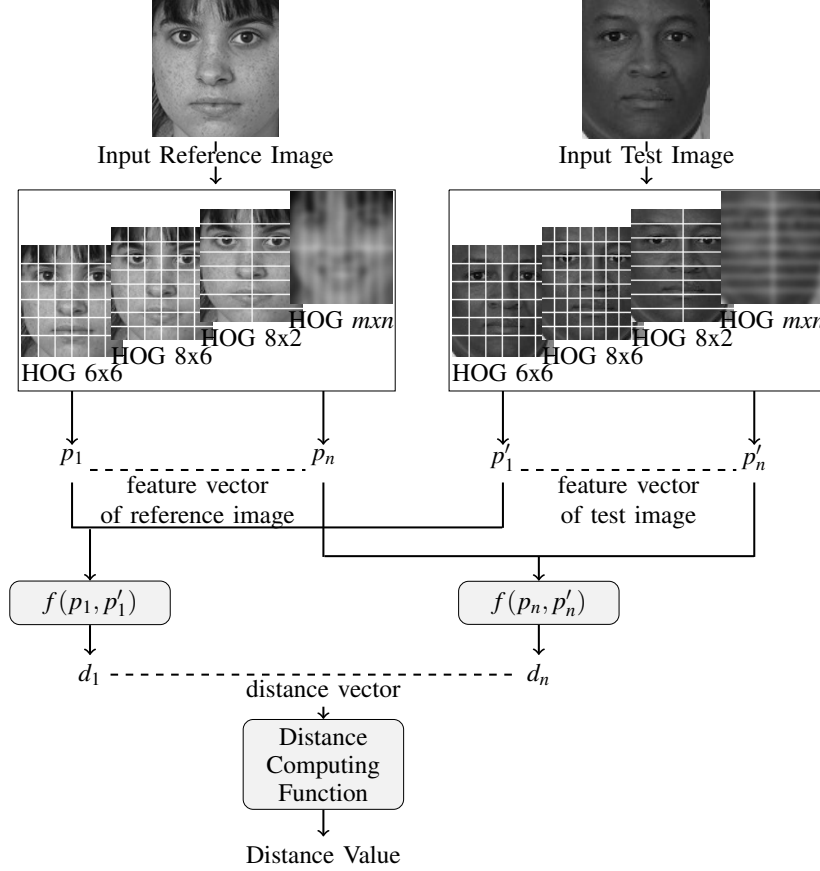 Input Reference Image
Input Test Image
HOG 6x6
HOG 8x6
HOG 8x2
HOG mxn
HOG 6x6
HOG 8x6
HOG 8x2
HOG mxn
p₁
pₙ
p′₁
p′ₙ
feature vector
of reference image
feature vector
of test image
f(p₁, p′₁)
f(pₙ, p′ₙ)
d₁
dₙ
distance vector
Distance
Computing
Function
Distance Value